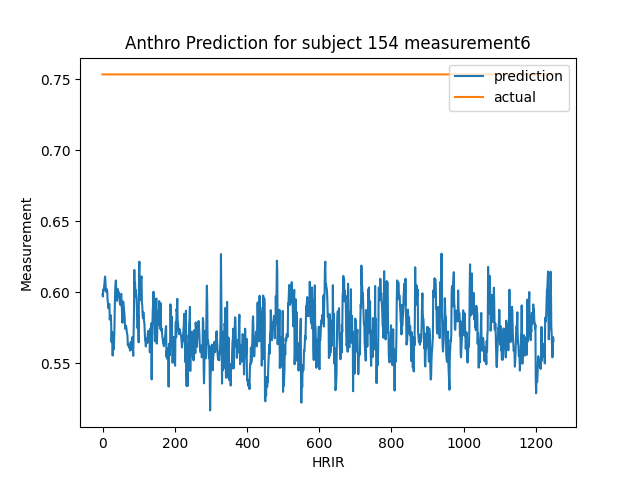 Anthro Prediction for subject 154 measurement6
prediction
actual
Measurement
0.75
0.70
0.65
0.60
0.55
0 200 400 600 800 1000 1200
HRIR